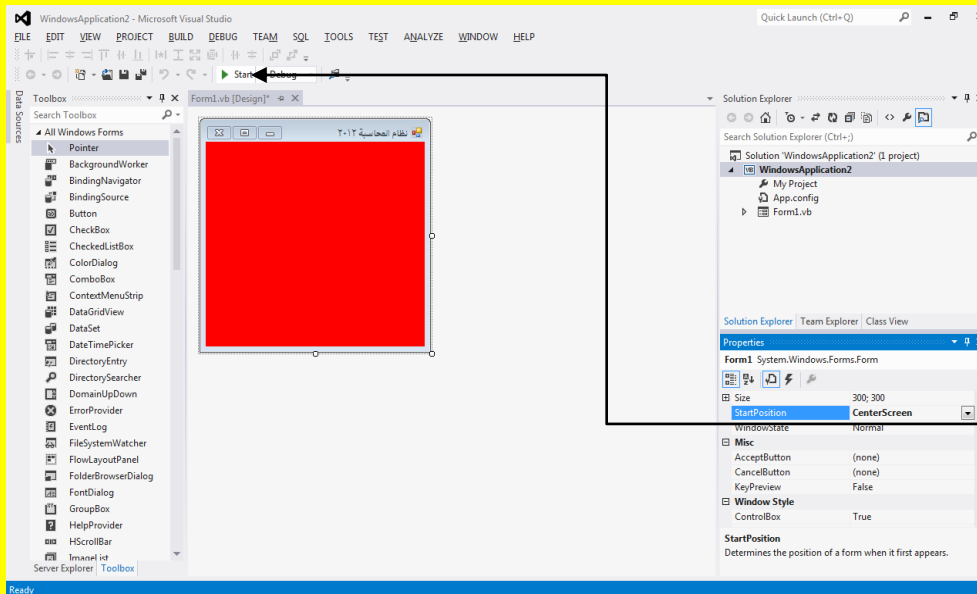 WindowsApplication2 - Microsoft Visual Studio
Quick Launch (Ctrl+Q)
FILE EDIT VIEW PROJECT BUILD DEBUG TEAM SQL TOOLS TEST ANALYZE WINDOW HELP
Start Debug
Data Sources
Toolbox
Search Toolbox
All Windows Forms
Pointer
BackgroundWorker
BindingNavigator
BindingSource
Button
CheckBox
CheckedListBox
ColorDialog
ComboBox
ContextMenuStrip
DataGridView
DataSet
DateTimePicker
DirectoryEntry
DirectorySearcher
DomainUpDown
ErrorProvider
EventLog
FileSystemWatcher
FlowLayoutPanel
FolderBrowserDialog
FontDialog
GroupBox
HelpProvider
HScrollBar
ImageList
Server Explorer Toolbox
Form1.vb [Design]*
نظام المحاسبة ٢٠١٢
Solution Explorer
Search Solution Explorer (Ctrl+;)
Solution 'WindowsApplication2' (1 project)
WindowsApplication2
My Project
App.config
Form1.vb
Solution Explorer Team Explorer Class View
Properties
Form1 System.Windows.Forms.Form
Size 300; 300
StartPosition CenterScreen
WindowState Normal
Misc
AcceptButton (none)
CancelButton (none)
KeyPreview False
Window Style
ControlBox True
StartPosition
Determines the position of a form when it first appears.
Ready